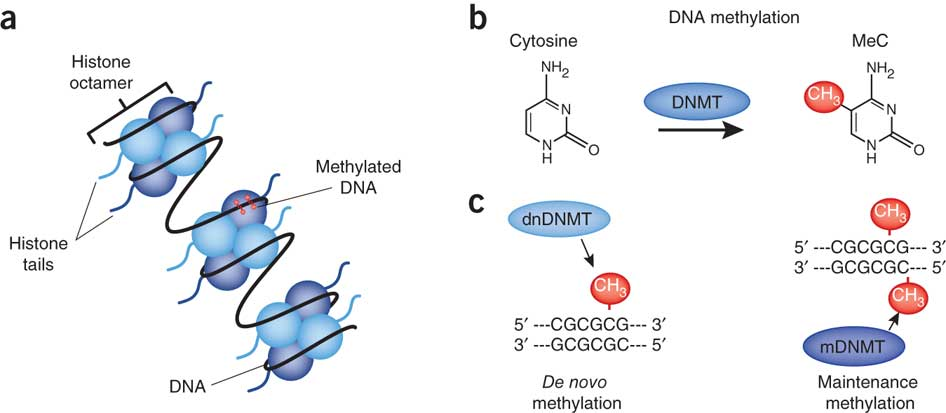 a
Histone
octamer
Methylated
DNA
Histone
tails
DNA
b
DNA methylation
Cytosine
NH2
N
N
H
O
DNMT
MeC
CH3
NH2
N
N
H
O
c
dnDNMT
CH3
5′ ---CGCGCG--- 3′
3′ ---GCGCGC--- 5′
De novo
methylation
CH3
5′ ---CGCGCG--- 3′
3′ ---GCGCGC--- 5′
CH3
mDNMT
Maintenance
methylation